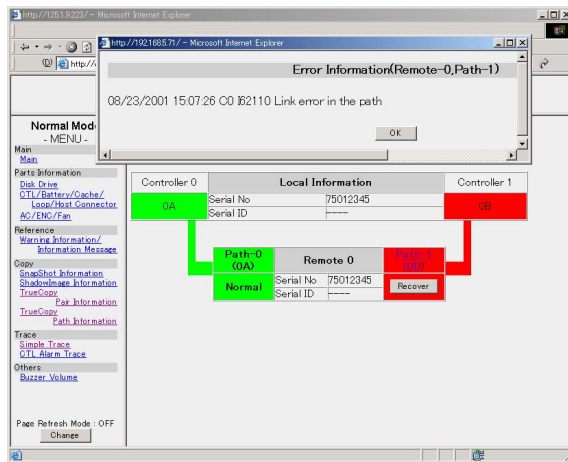 http://125.1.9.223/ - Microsoft Internet Explorer
http://192.168.5.71/ - Microsoft Internet Explorer
Error Information(Remote-0,Path-1)
08/23/2001 15:07:26 C0 I62110 Link error in the path
OK
Normal Mode
- MENU -
Main
Main
Parts Information
Disk Drive
CTL/Battery/Cache/
Loop/Host Connector
AC/ENC/Fan
Reference
Warning Information/
Information Message
Copy
SnapShot Information
ShadowImage Information
TrueCopy
Pair Information
TrueCopy
Path Information
Trace
Simple Trace
CTL Alarm Trace
Others
Buzzer Volume
Page Refresh Mode : OFF
Change
Controller 0
Local Information
Controller 1
0A
Serial No 75012345
Serial ID ----
0B
Path-0
(0A)
Remote 0
Path-1
(0B)
Normal
Serial No 75012345
Serial ID ----
Recover